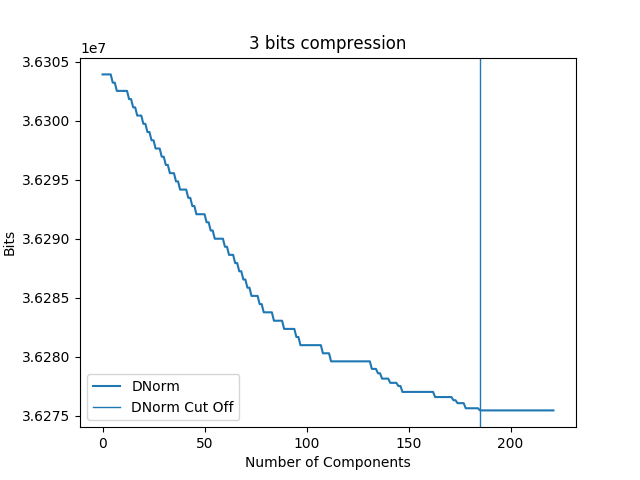 3 bits compression
1e7
3.6305
3.6300
3.6295
3.6290
3.6285
3.6280
3.6275
Bits
DNorm
DNorm Cut Off
0 50 100 150 200
Number of Components